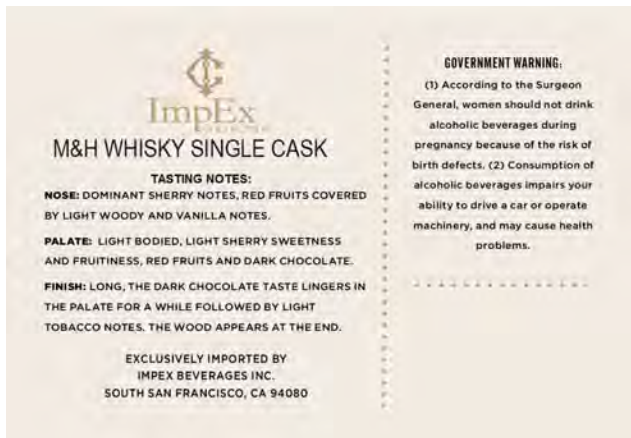 ImpEx
M&H WHISKY SINGLE CASK
TASTING NOTES:
NOSE: DOMINANT SHERRY NOTES, RED FRUITS COVERED
BY LIGHT WOODY AND VANILLA NOTES.
PALATE: LIGHT BODIED, LIGHT SHERRY SWEETNESS
AND FRUITINESS, RED FRUITS AND DARK CHOCOLATE.
FINISH: LONG, THE DARK CHOCOLATE TASTE LINGERS IN
THE PALATE FOR A WHILE FOLLOWED BY LIGHT
TOBACCO NOTES. THE WOOD APPEARS AT THE END.
EXCLUSIVELY IMPORTED BY
IMPEX BEVERAGES INC.
SOUTH SAN FRANCISCO, CA 94080
GOVERNMENT WARNING:
(1) According to the Surgeon
General, women should not drink
alcoholic beverages during
pregnancy because of the risk of
birth defects. (2) Consumption of
alcoholic beverages impairs your
ability to drive a car or operate
machinery, and may cause health
problems.